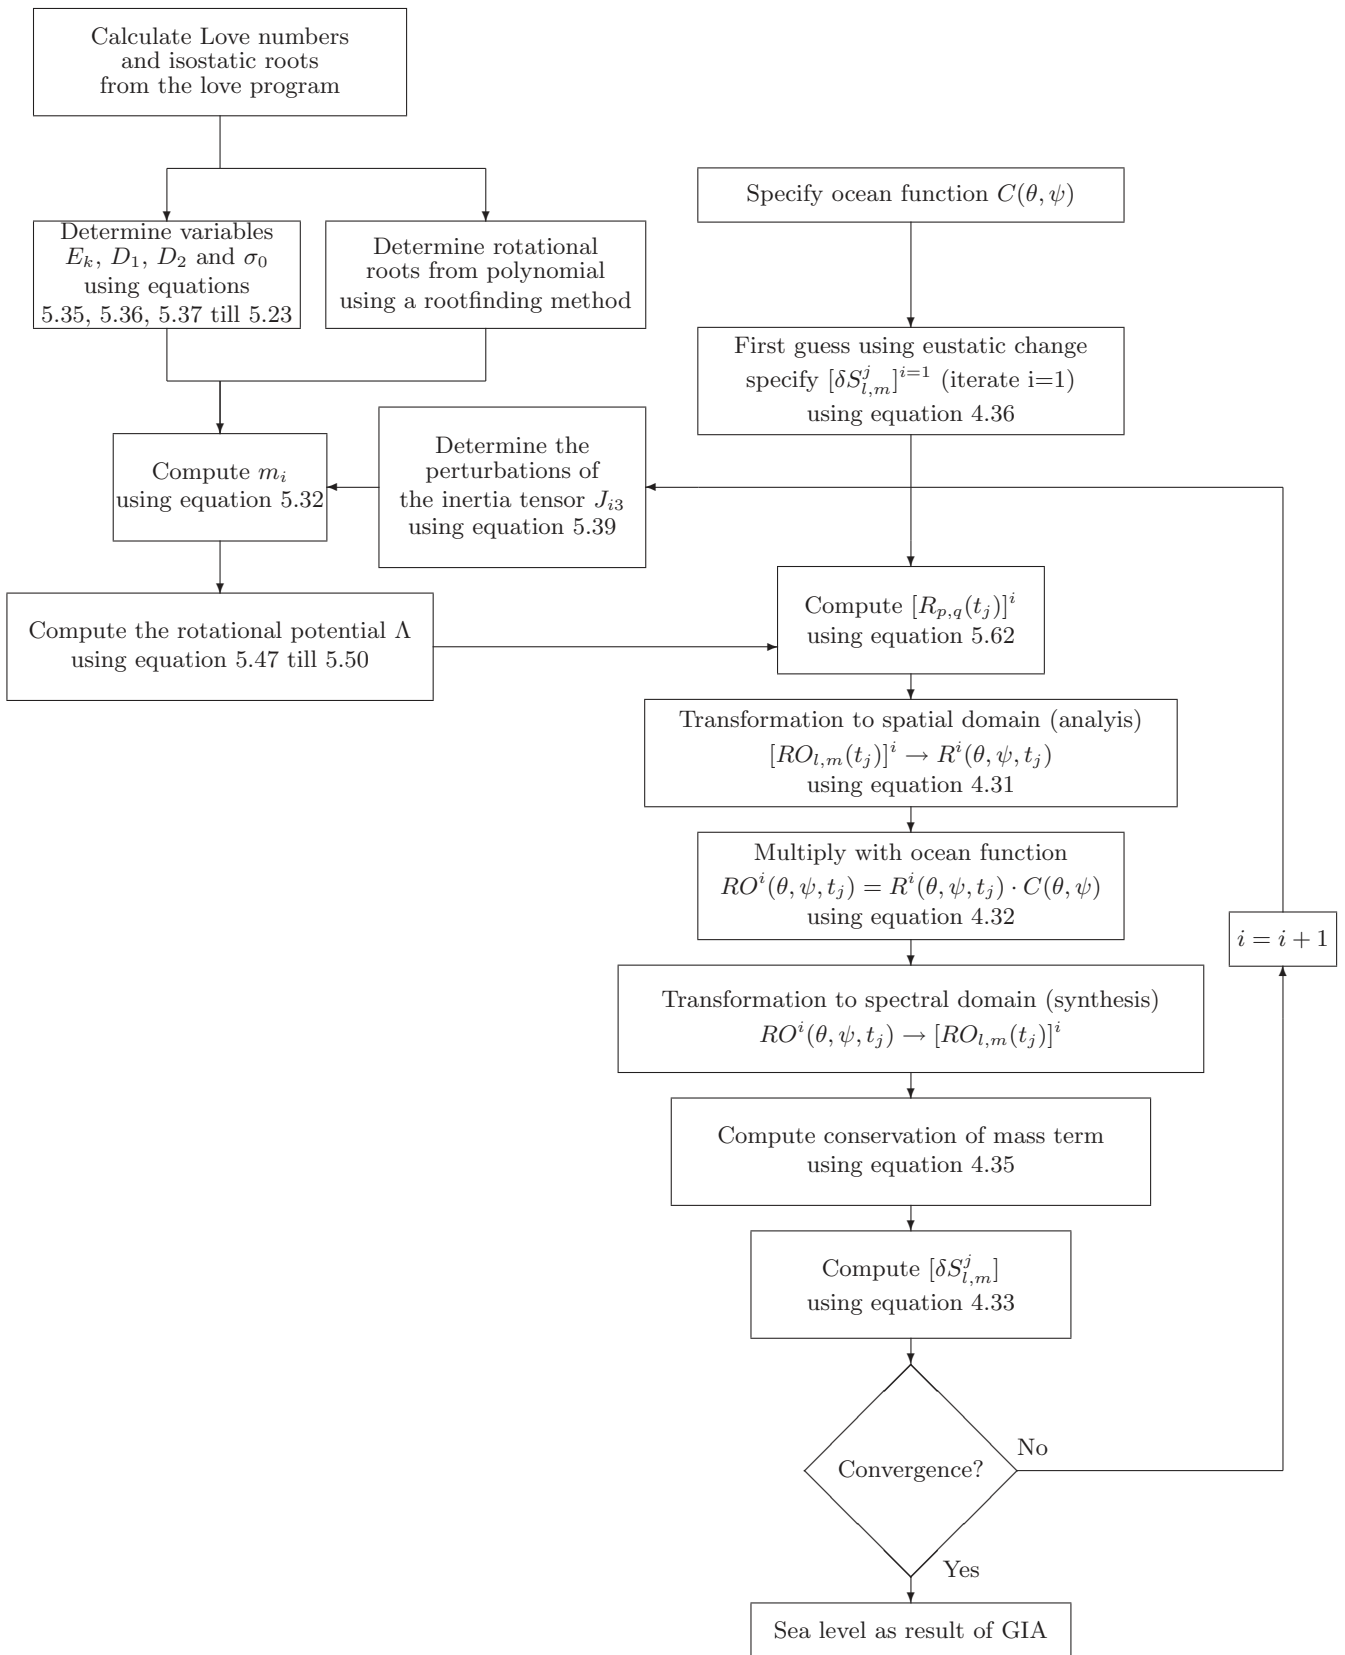 Calculate Love numbers
and isostatic roots
from the love program
Determine variables
E_k, D_1, D_2 and σ_0
using equations
5.35, 5.36, 5.37 till 5.23
Determine rotational
roots from polynomial
using a rootfinding method
Specify ocean function C(θ, ψ)
First guess using eustatic change
specify [δS^j_{l,m}]^{i=1} (iterate i=1)
using equation 4.36
Compute m_i
using equation 5.32
Determine the
perturbations of
the inertia tensor J_{i3}
using equation 5.39
Compute the rotational potential Λ
using equation 5.47 till 5.50
Compute [R_{p,q}(t_j)]^i
using equation 5.62
Transformation to spatial domain (analyis)
[RO_{l,m}(t_j)]^i → R^i(θ, ψ, t_j)
using equation 4.31
Multiply with ocean function
RO^i(θ, ψ, t_j) = R^i(θ, ψ, t_j) · C(θ, ψ)
using equation 4.32
i = i + 1
Transformation to spectral domain (synthesis)
RO^i(θ, ψ, t_j) → [RO_{l,m}(t_j)]^i
Compute conservation of mass term
using equation 4.35
Compute [δS^j_{l,m}]
using equation 4.33
Convergence?
No
Yes
Sea level as result of GIA